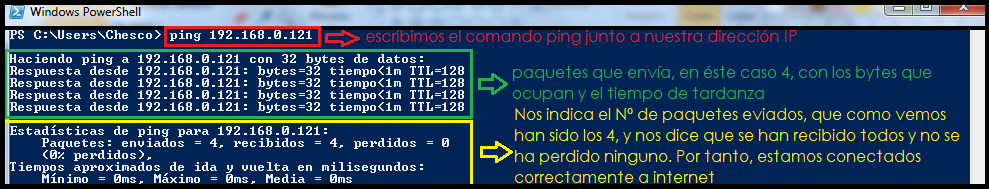 Windows PowerShell
PS C:\Users\Chesco> ping 192.168.0.121
escribimos el comando ping junto a nuestra dirección IP
Haciendo ping a 192.168.0.121 con 32 bytes de datos:
Respuesta desde 192.168.0.121: bytes=32 tiempo<1m TTL=128
Respuesta desde 192.168.0.121: bytes=32 tiempo<1m TTL=128
Respuesta desde 192.168.0.121: bytes=32 tiempo<1m TTL=128
Respuesta desde 192.168.0.121: bytes=32 tiempo<1m TTL=128
paquetes que envía, en éste caso 4, con los bytes que
ocupan y el tiempo de tardanza
Estadísticas de ping para 192.168.0.121:
Paquetes: enviados = 4, recibidos = 4, perdidos = 0
(0% perdidos),
Tiempos aproximados de ida y vuelta en milisegundos:
Mínimo = 0ms, Máximo = 0ms, Media = 0ms
Nos indica el Nº de paquetes eviados, que como vemos
han sido los 4, y nos dice que se han recibido todos y no se
ha perdido ninguno. Por tanto, estamos conectados
correctamente a internet